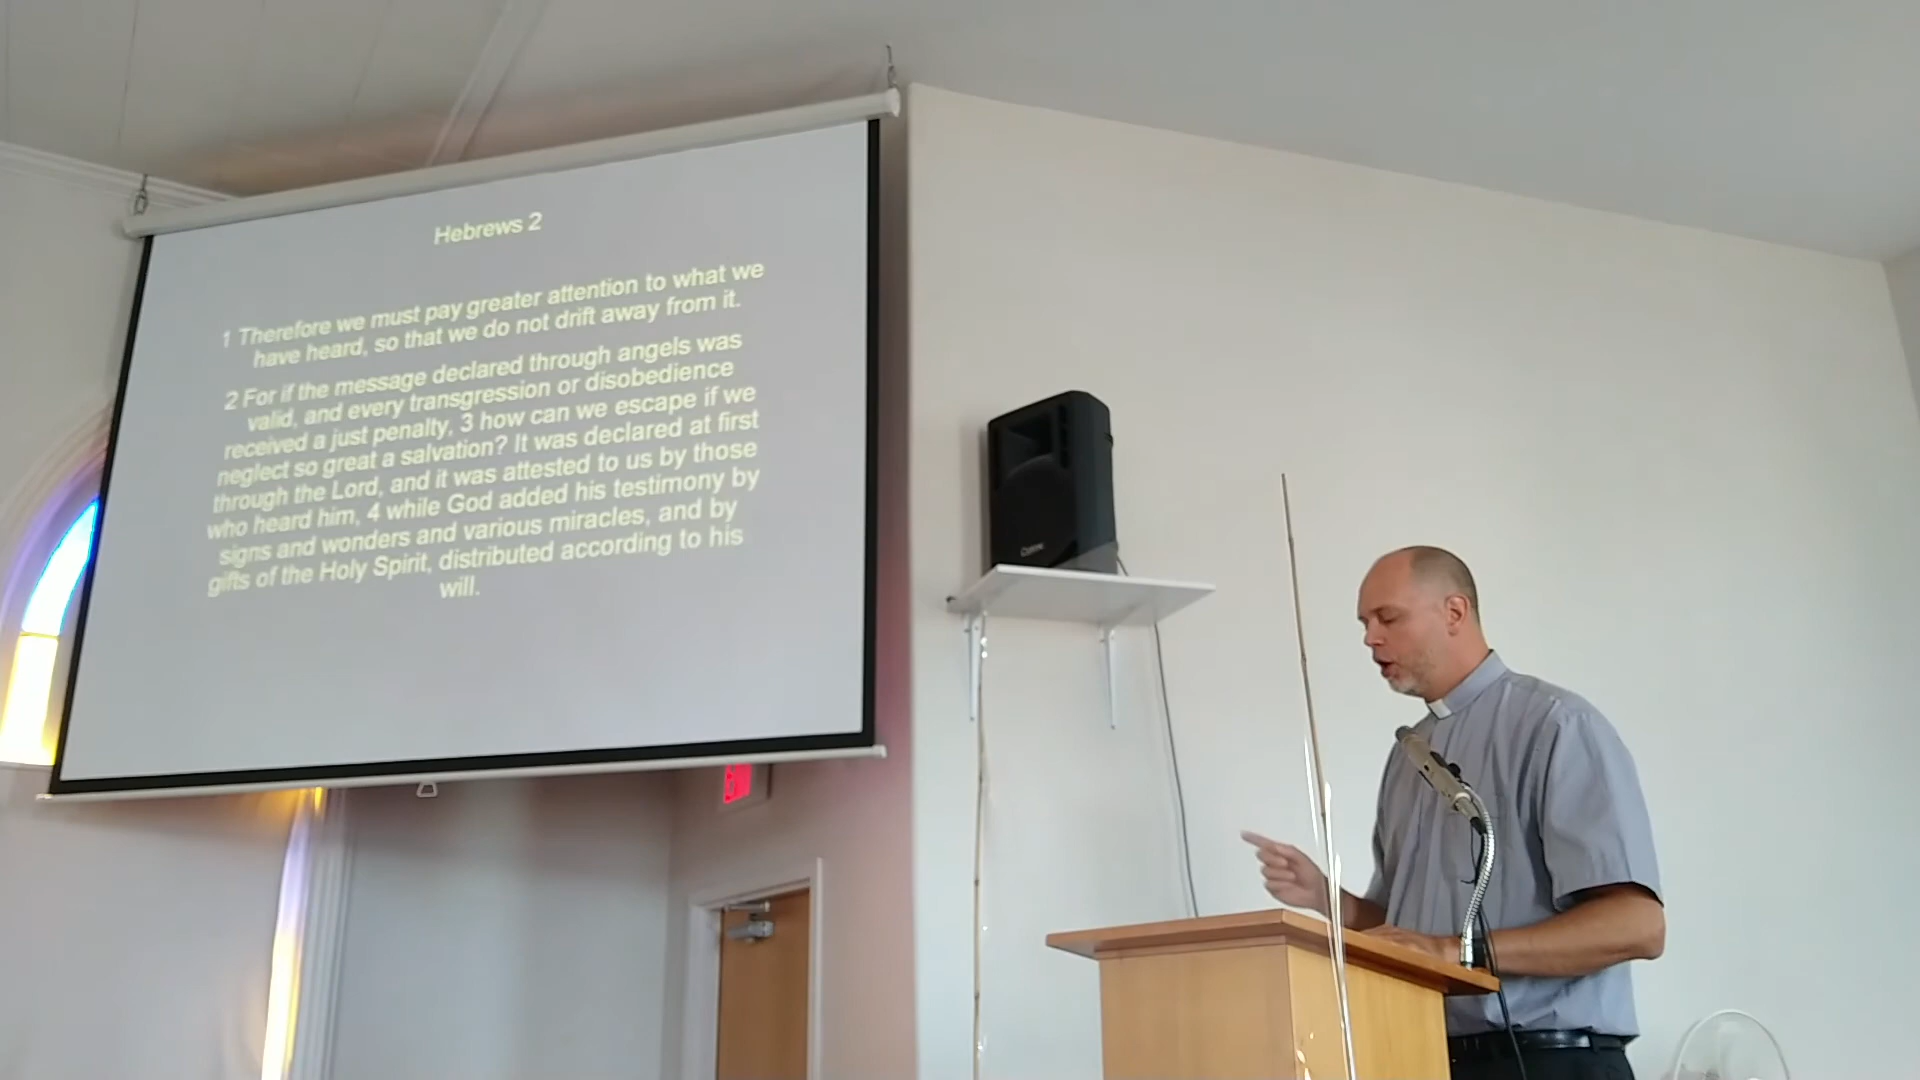 Hebrews 2
1 Therefore we must pay greater attention to what we
have heard, so that we do not drift away from it.
2 For if the message declared through angels was
valid, and every transgression or disobedience
received a just penalty, 3 how can we escape if we
neglect so great a salvation? It was declared at first
through the Lord, and it was attested to us by those
who heard him, 4 while God added his testimony by
signs and wonders and various miracles, and by
gifts of the Holy Spirit, distributed according to his
will.